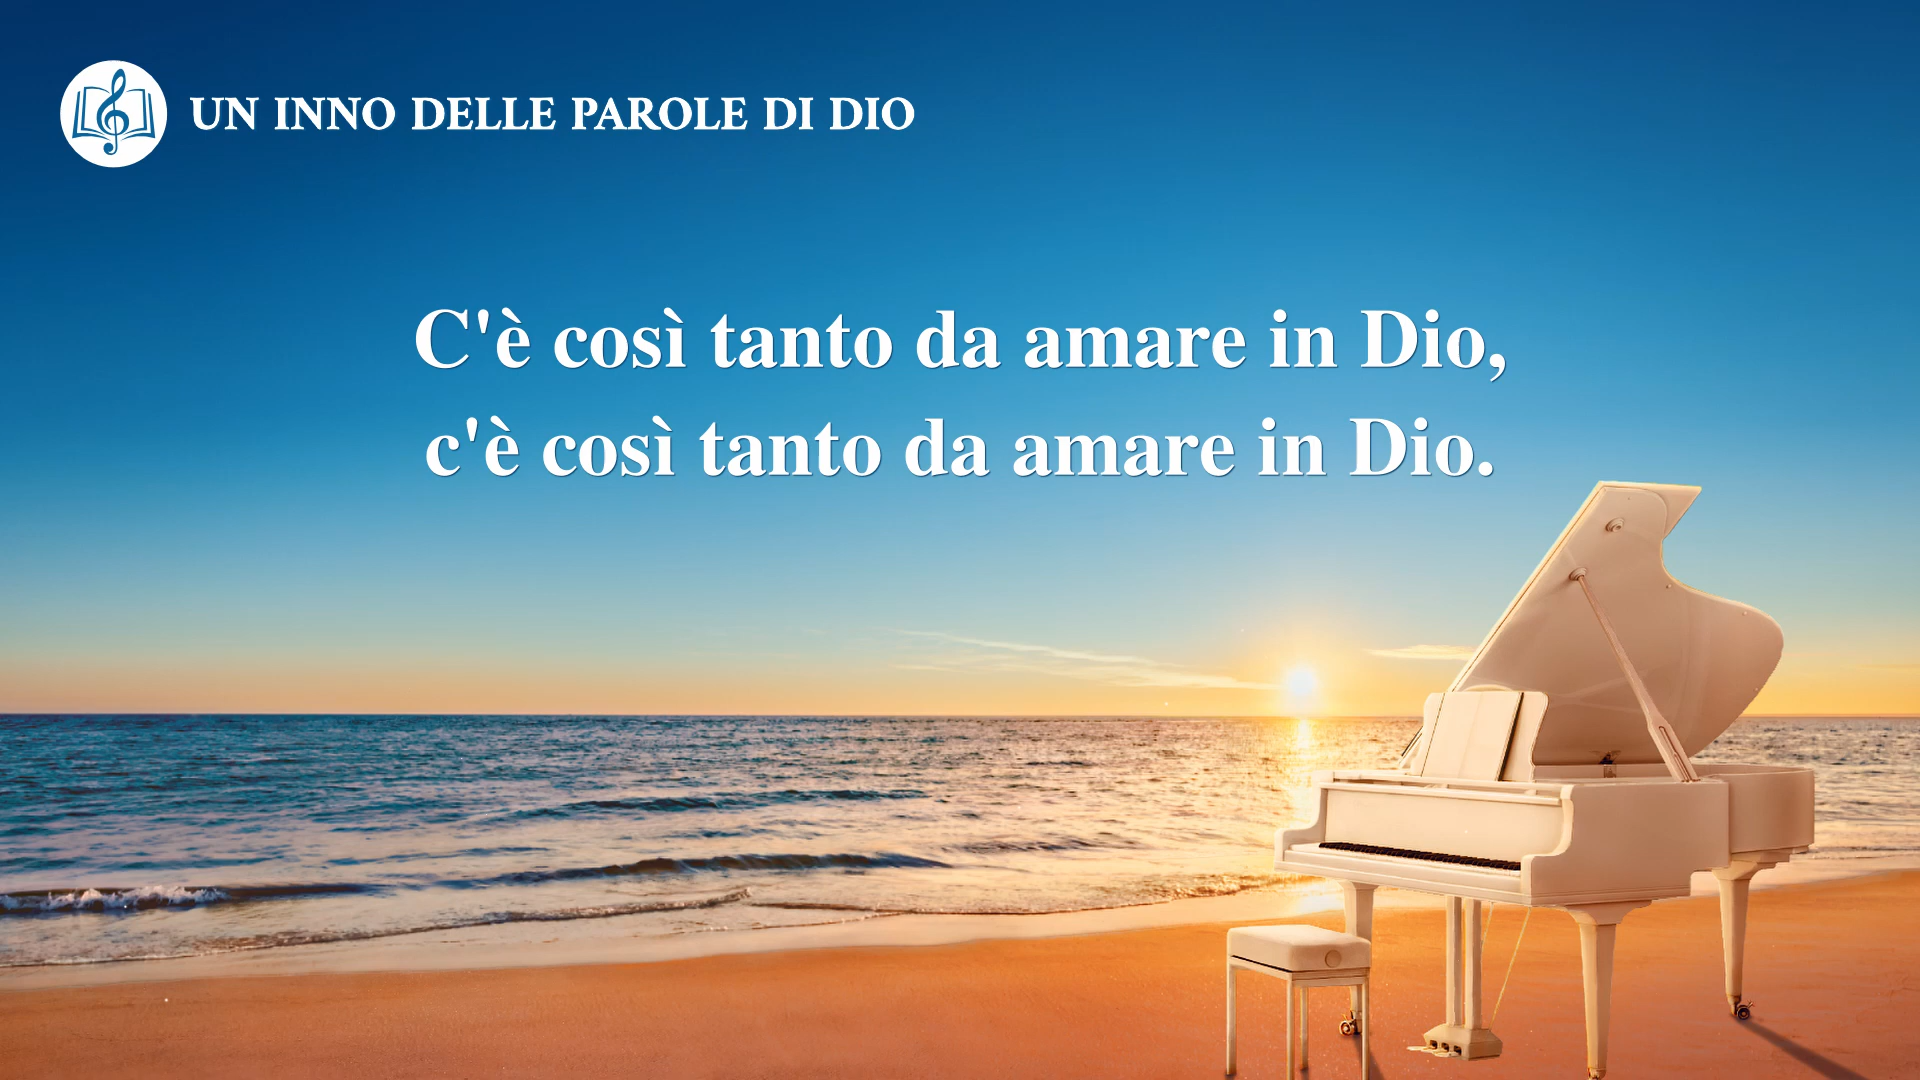 UN INNO DELLE PAROLE DI DIO
C'è così tanto da amare in Dio,
c'è così tanto da amare in Dio.